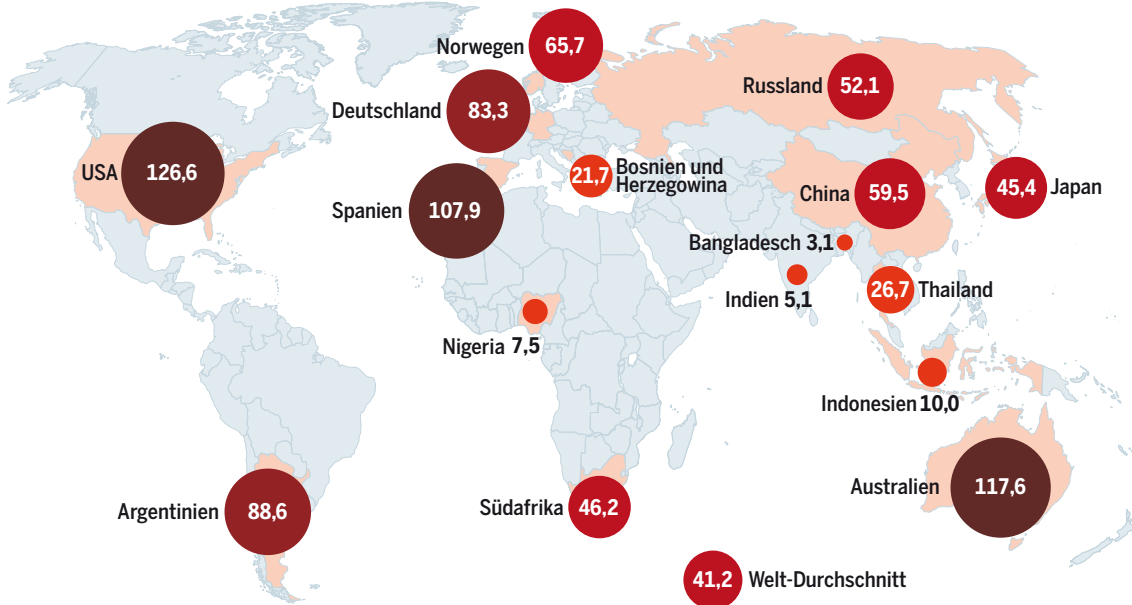 Norwegen 65,7
Russland 52,1
Deutschland 83,3
USA 126,6
21,7 Bosnien und
Herzegowina
China 59,5
45,4 Japan
Spanien 107,9
Bangladesch 3,1
Indien 5,1
26,7 Thailand
Nigeria 7,5
Indonesien 10,0
Australien 117,6
Argentinien 88,6
Südafrika 46,2
41,2 Welt-Durchschnitt